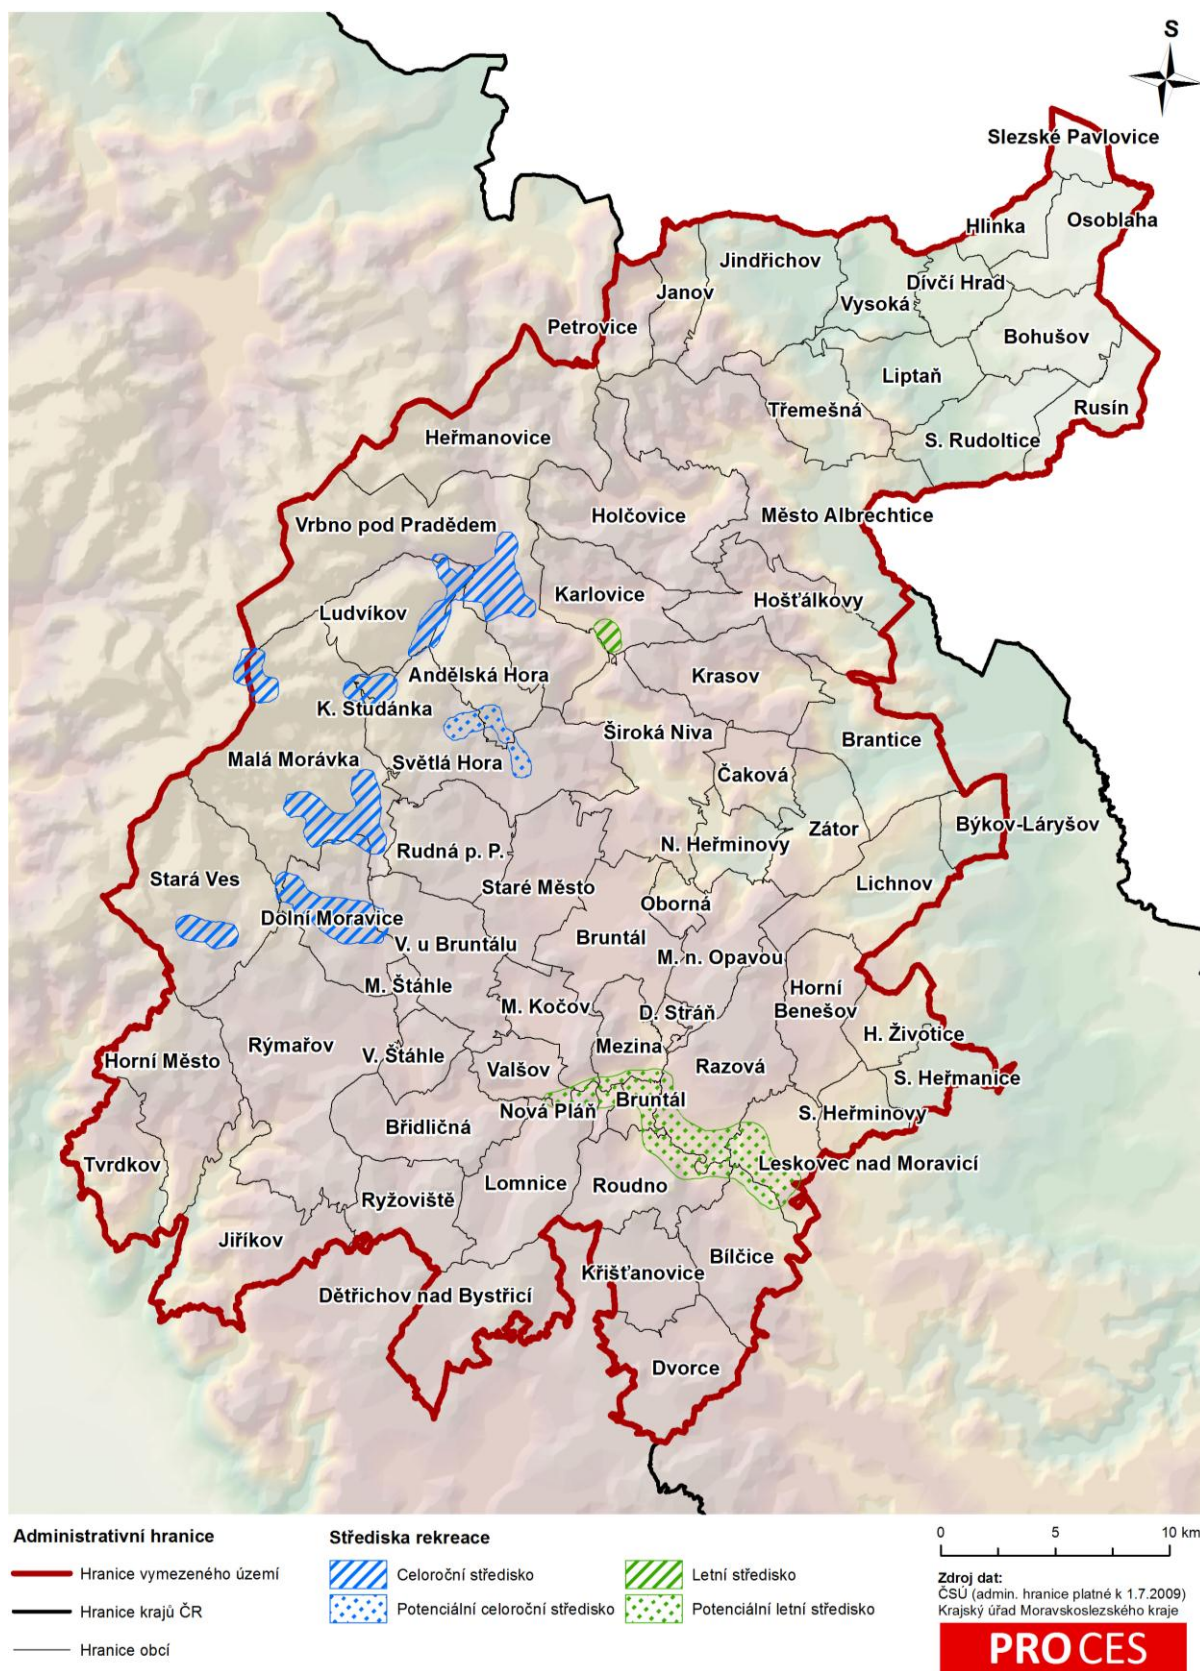 S
Slezské Pavlovice
Hlinka
Osoblaha
Jindřichov
Janov
Dívčí Hrad
Vysoká
Petrovice
Bohušov
Liptaň
Třemešná
Rusín
Heřmanovice
S. Rudoltice
Vrbno pod Pradědem
Holčovice
Město Albrechtice
Karlovice
Hošťálkovy
Ludvíkov
Andělská Hora
Krasov
K. Studánka
Široká Niva
Brantice
Malá Morávka
Světlá Hora
Čaková
Zátor
Býkov-Láryšov
Rudná p. P.
N. Heřminovy
Stará Ves
Staré Město
Lichnov
Oborná
Dolní Moravice
V. u Bruntálu
Bruntál
M. n. Opavou
M. Štáhle
M. Kočov
D. Stráň
Horní
Benešov
H. Životice
Rýmařov
V. Štáhle
Mezina
Horní Město
Valšov
Razová
S. Heřmanice
Nová Pláň
Bruntál
S. Heřminovy
Břidličná
Tvrdkov
Leskovec nad Moravicí
Lomnice
Roudno
Ryžoviště
Jiříkov
Bílčice
Křišťanovice
Dětřichov nad Bystřicí
Dvorce
Administrativní hranice
Hranice vymezeného území
Hranice krajů ČR
Hranice obcí
Střediska rekreace
Celoroční středisko
Potenciální celoroční středisko
Letní středisko
Potenciální letní středisko
0 5 10 km
Zdroj dat:
ČSÚ (admin. hranice platné k 1.7.2009)
Krajský úřad Moravskoslezského kraje
PROCES